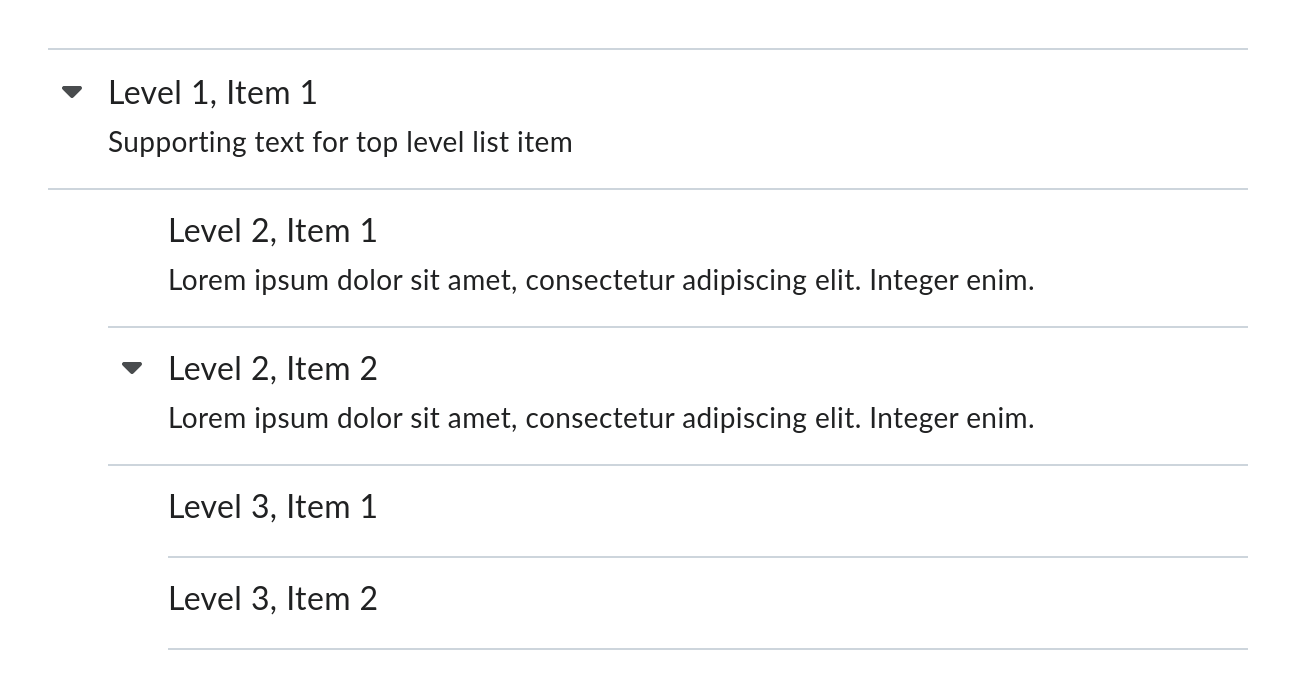 Level 1, Item 1
Supporting text for top level list item
Level 2, Item 1
Lorem ipsum dolor sit amet, consectetur adipiscing elit. Integer enim.
Level 2, Item 2
Lorem ipsum dolor sit amet, consectetur adipiscing elit. Integer enim.
Level 3, Item 1
Level 3, Item 2